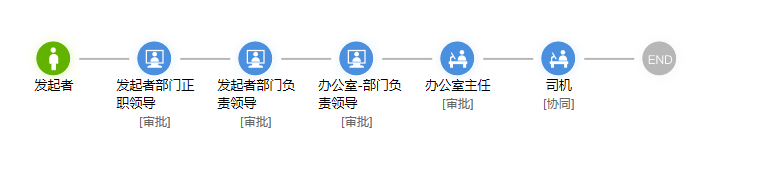 END
发起者
发起者部门正
职领导
[审批]
发起者部门负
责领导
[审批]
办公室-部门负
责领导
[审批]
办公室主任
[审批]
司机
[协同]